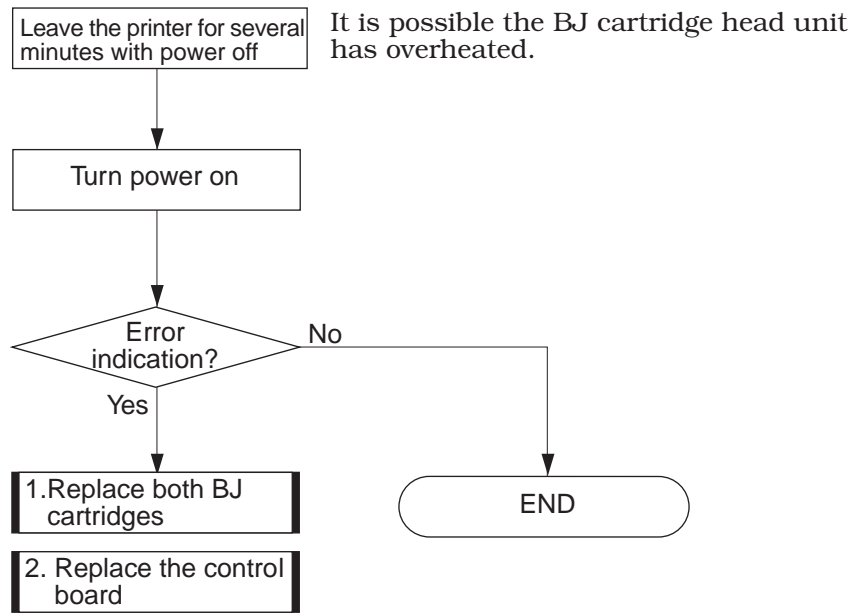 Leave the printer for several
minutes with power off
It is possible the BJ cartridge head unit
has overheated.
Turn power on
Error
indication?
No
Yes
1.Replace both BJ
cartridges
END
2. Replace the control
board